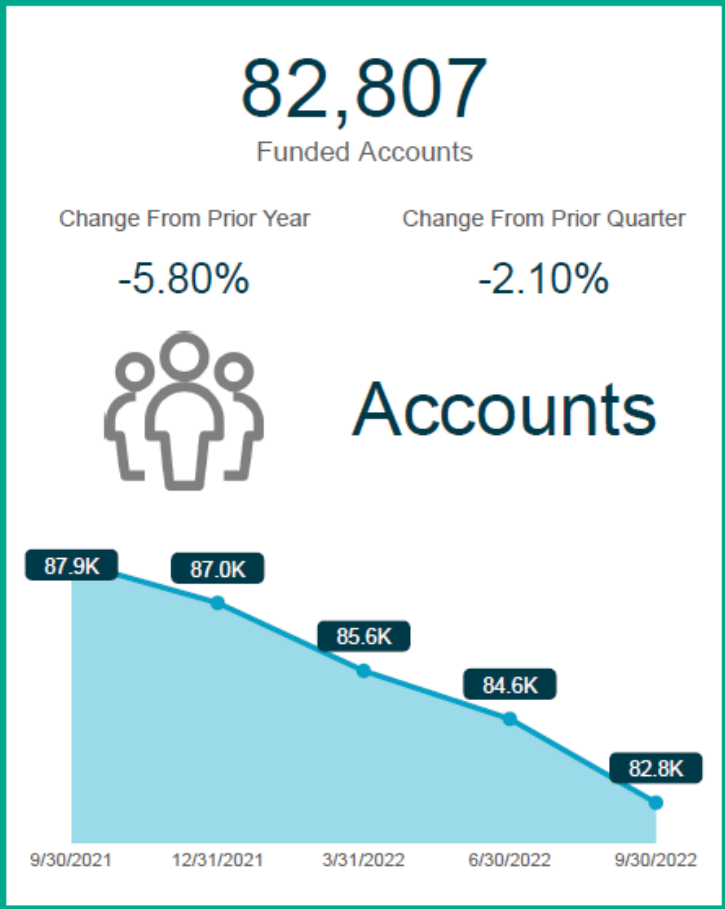 82,807
Funded Accounts
Change From Prior Year
Change From Prior Quarter
-5.80%
-2.10%
Accounts
87.9K
87.0K
85.6K
84.6K
82.8K
9/30/2021
12/31/2021
3/31/2022
6/30/2022
9/30/2022